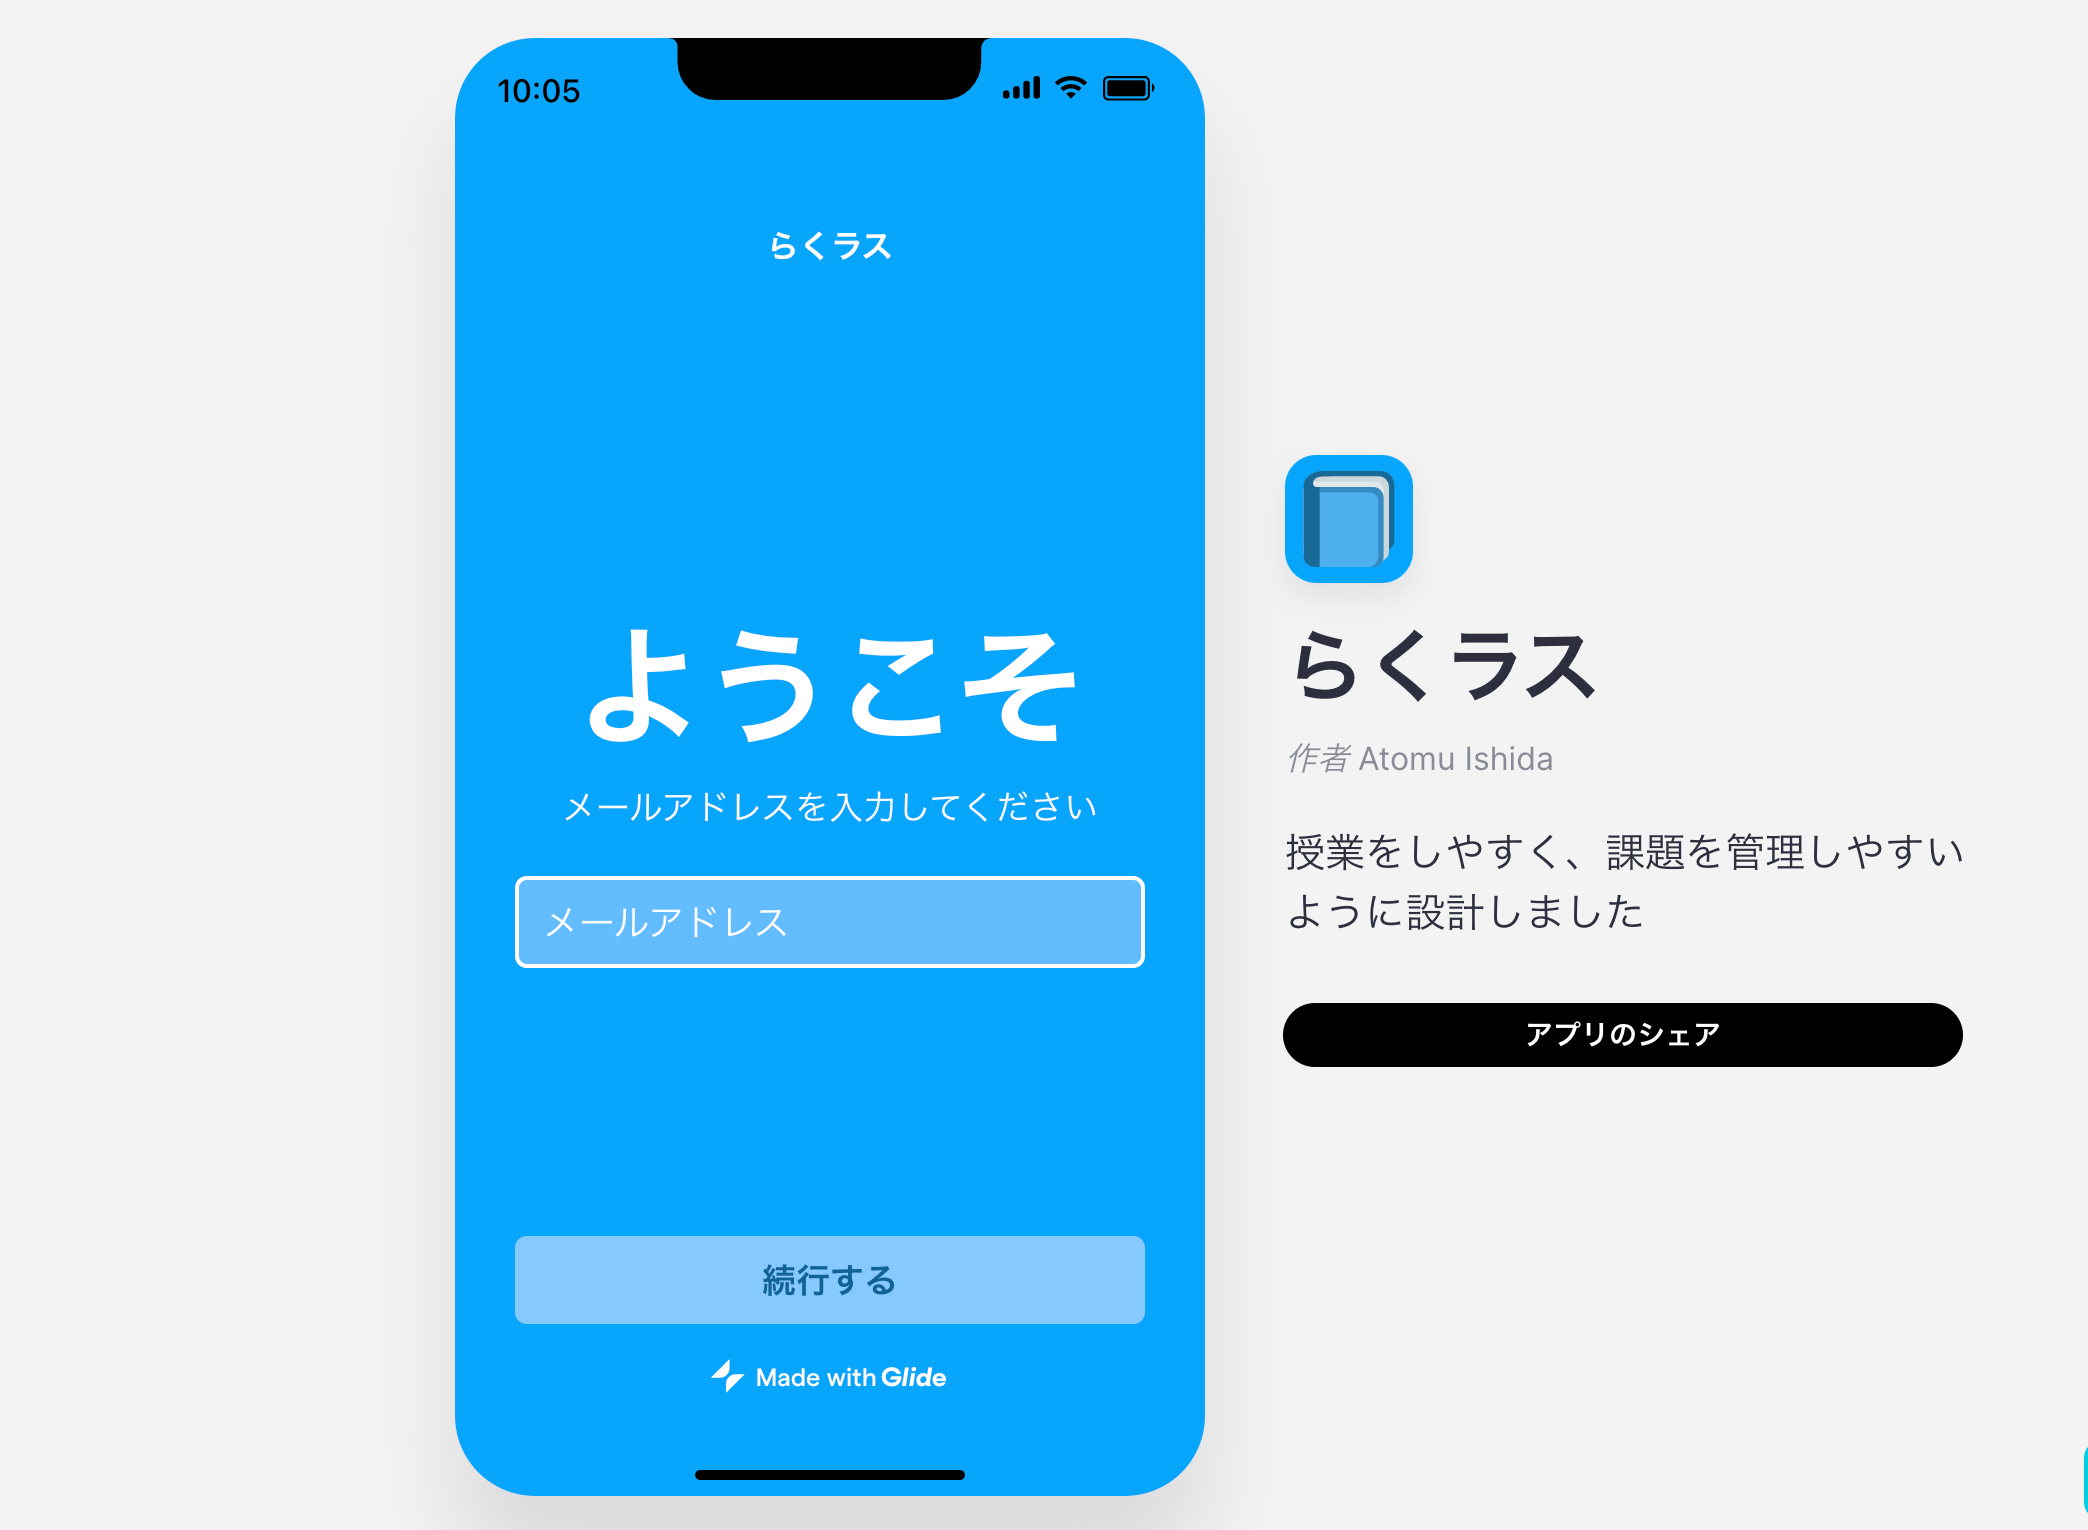 10:05
らくラス
ようこそ
メールアドレスを入力してください
メールアドレス
続行する
Made with Glide
らくラス
作者 Atomu Ishida
授業をしやすく、課題を管理しやすい
ように設計しました
アプリのシェア